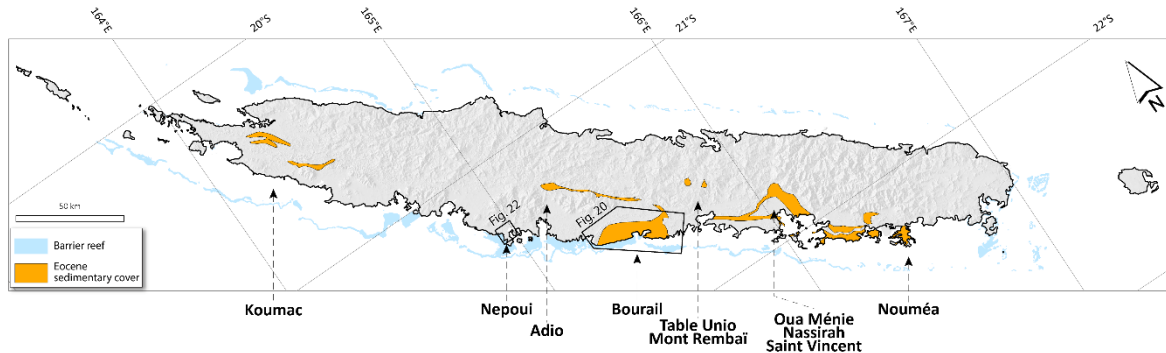 164°E
20°S
165°E
166°E
21°S
167°E
22°S
N
50 km
Fig. 22
Fig. 20
Barrier reef
Eocene
sedimentary cover
Koumac
Nepoui
Adio
Bourail
Table Unio
Mont Rembaï
Oua Ménie
Nassirah
Saint Vincent
Nouméa